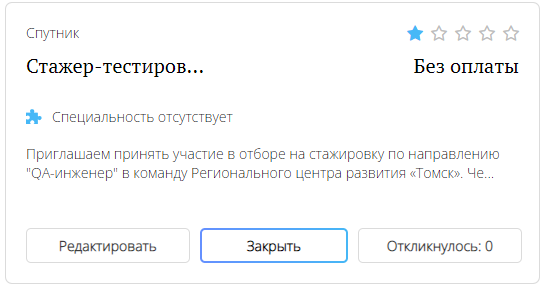 Спутник
Стажер-тестиров...
Без оплаты
Специальность отсутствует
Приглашаем принять участие в отборе на стажировку по направлению
"QA-инженер" в команду Регионального центра развития «Томск». Че...
Редактировать
Закрыть
Откликнулось: 0